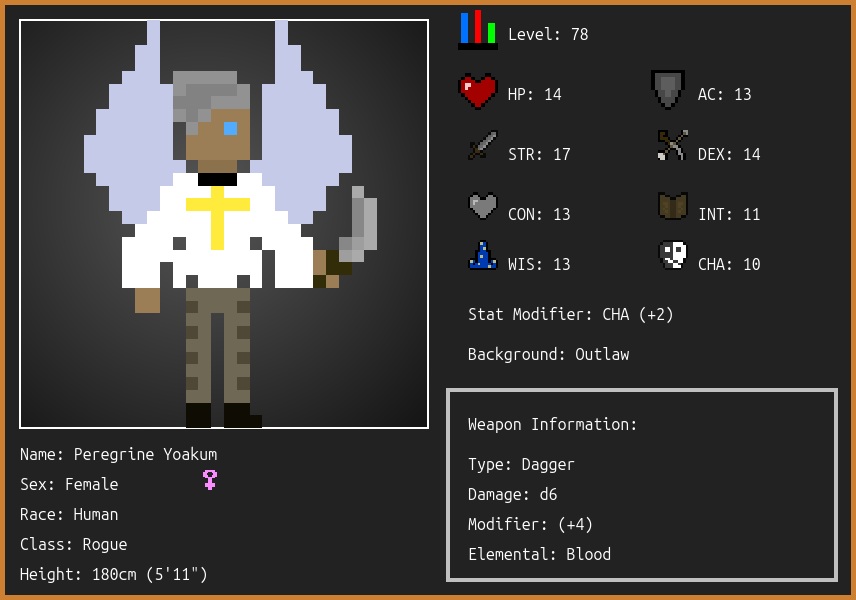 Level: 78
HP: 14
AC: 13
STR: 17
DEX: 14
CON: 13
INT: 11
WIS: 13
CHA: 10
Stat Modifier: CHA (+2)
Background: Outlaw
Weapon Information:
Type: Dagger
Damage: d6
Modifier: (+4)
Elemental: Blood
Name: Peregrine Yoakum
Sex: Female
Race: Human
Class: Rogue
Height: 180cm (5'11")